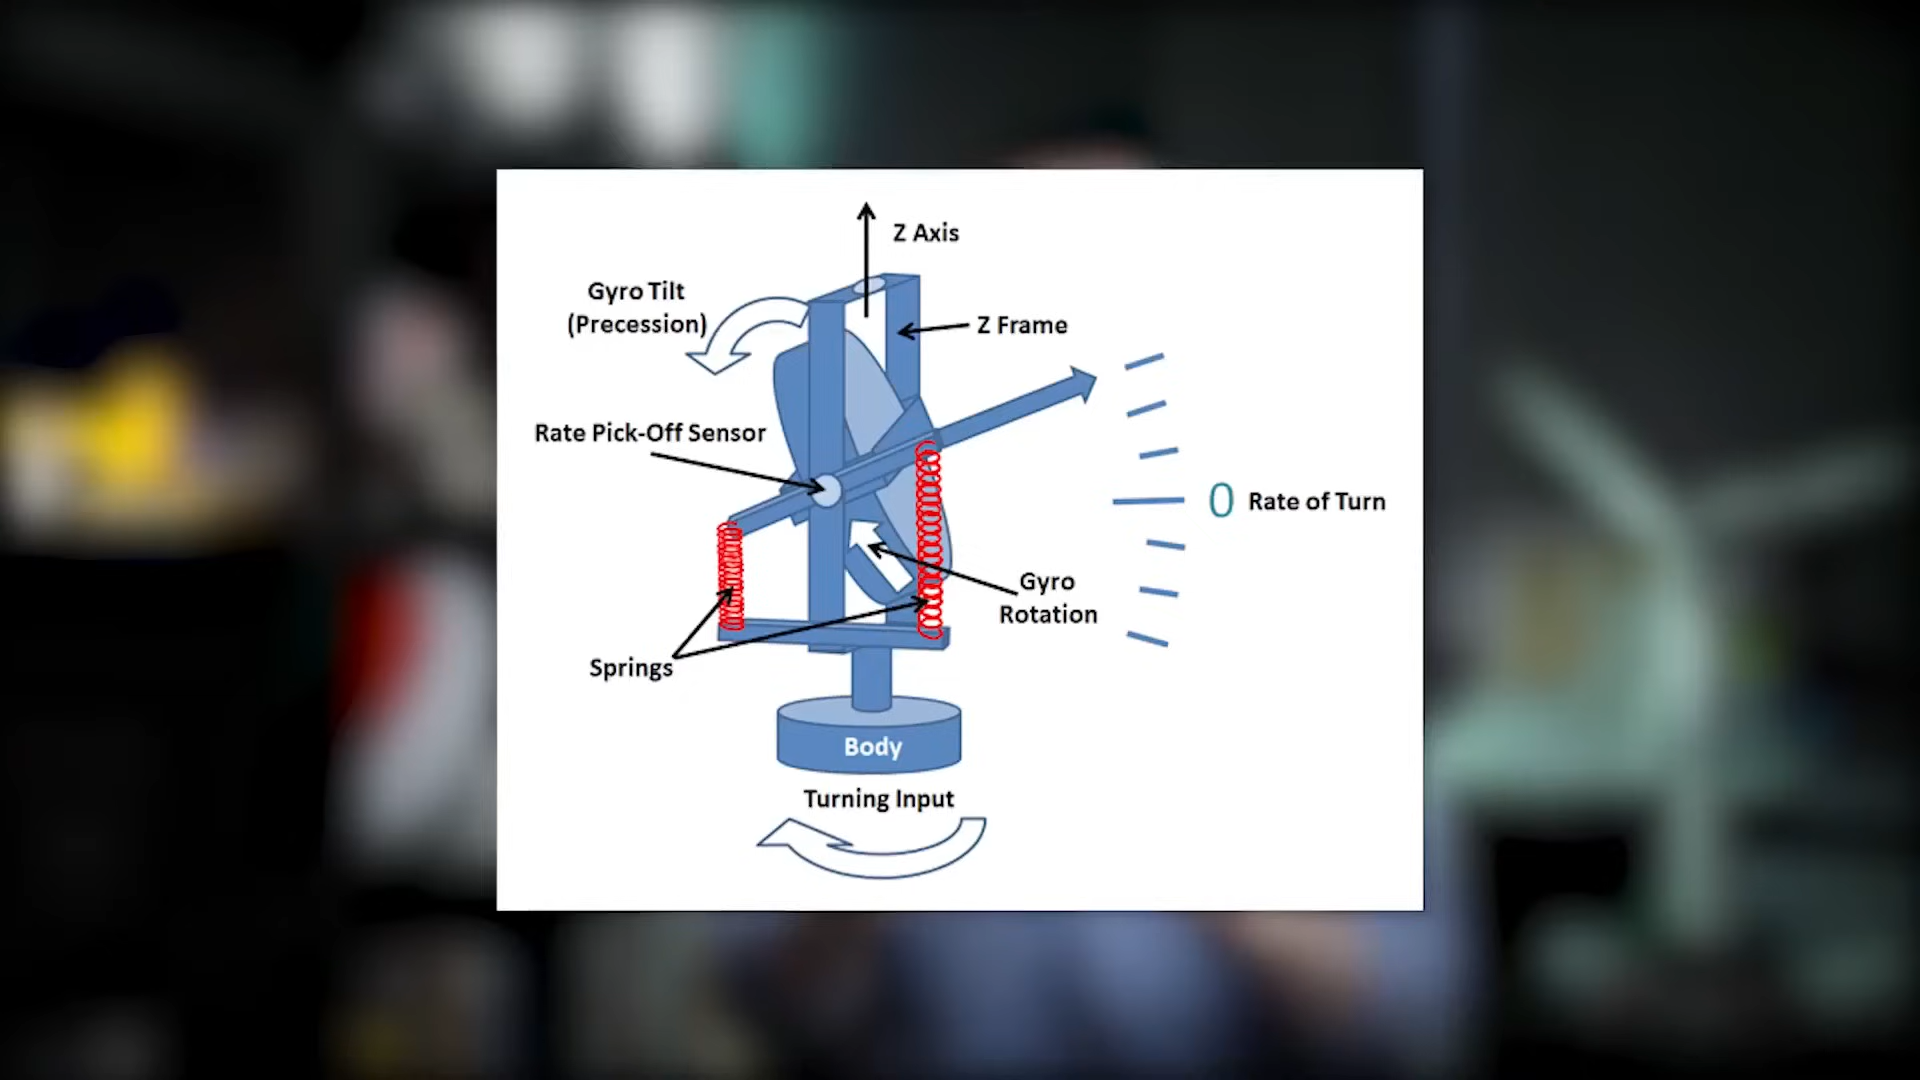 Z Axis
Gyro Tilt
(Precession)
Z Frame
Rate Pick-Off Sensor
0 Rate of Turn
Gyro
Rotation
Springs
Body
Turning Input